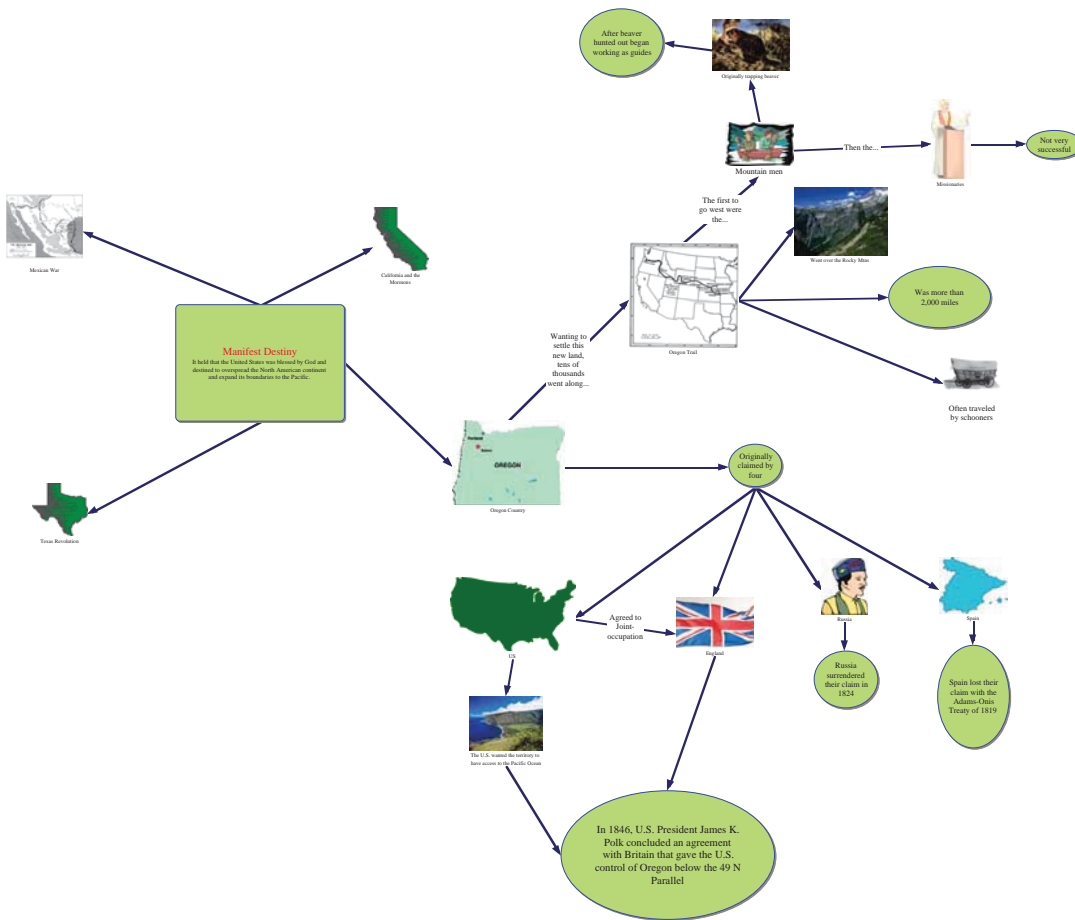 After beaver
hunted out began
working as guides
Originally trapping beaver
Then the...
Not very
successful
Mountain men
Missionaries
The first to
go west were
the...
Went over the Rocky Mtns
Mexican War
California and the
Mormons
Was more than
2,000 miles
Manifest Destiny
It held that the United States was blessed by God and
destined to overspread the North American continent
and expand its boundaries to the Pacific.
Wanting to
settle this
new land,
tens of
thousands
went along...
Oregon Trail
Often traveled
by schooners
Portland
Salem
OREGON
Oregon Country
Originally
claimed by
four
Texas Revolution
Agreed to
Joint-
occupation
US
England
Russia
Spain
Russia
surrendered
their claim in
1824
Spain lost their
claim with the
Adams-Onis
Treaty of 1819
The U.S. wanted the territory to
have access to the Pacific Ocean
In 1846, U.S. President James K.
Polk concluded an agreement
with Britain that gave the U.S.
control of Oregon below the 49 N
Parallel